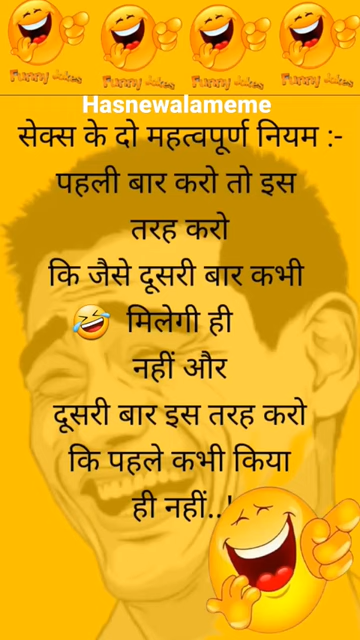 Funny Jokes Funny Jokes Funny Jokes Funny Jokes
Hasnewalameme
सेक्स के दो महत्वपूर्ण नियम :-
पहली बार करो तो इस
तरह करो
कि जैसे दूसरी बार कभी
🤣 मिलेगी ही
नहीं और
दूसरी बार इस तरह करो
कि पहले कभी किया
ही नहीं..'